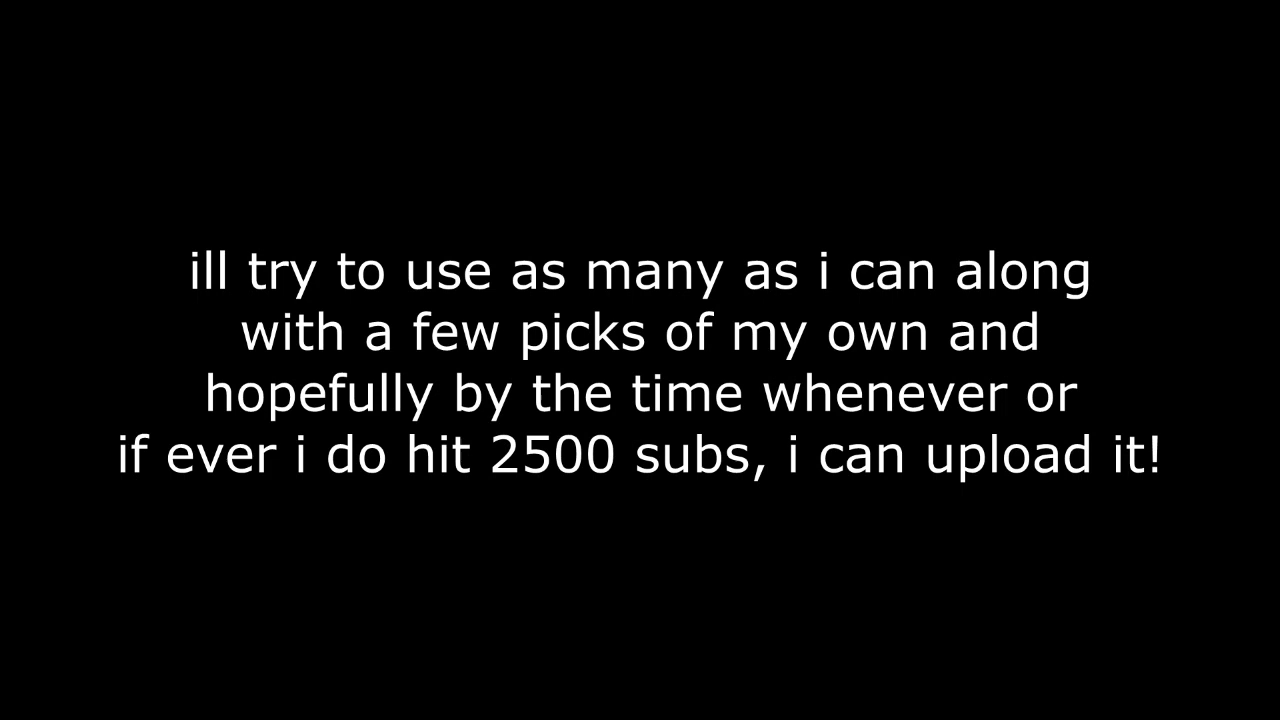 ill try to use as many as i can along
with a few picks of my own and
hopefully by the time whenever or
if ever i do hit 2500 subs, i can upload it!